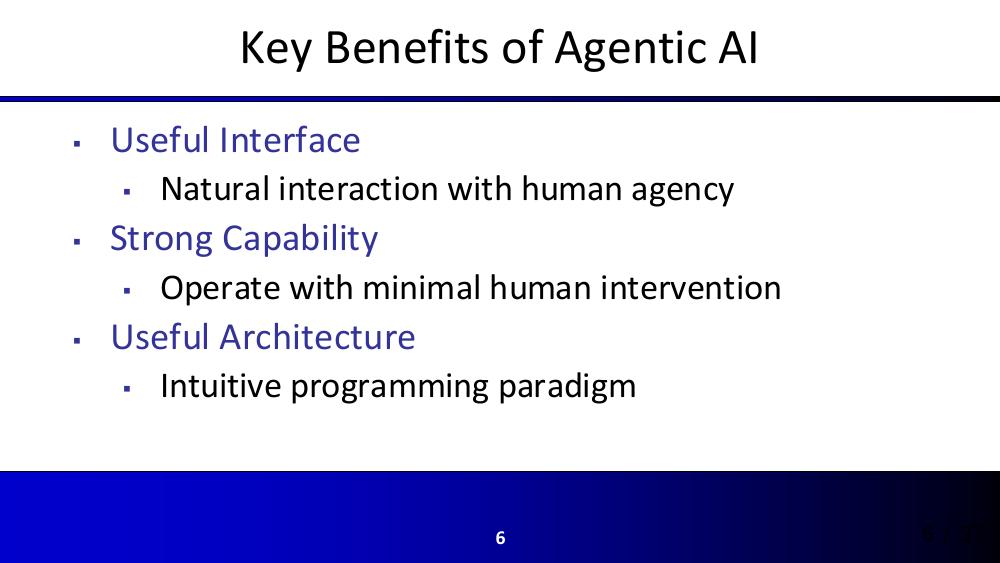 Key Benefits of Agentic AI
▪ Useful Interface
▪ Natural interaction with human agency
▪ Strong Capability
▪ Operate with minimal human intervention
▪ Useful Architecture
▪ Intuitive programming paradigm
6